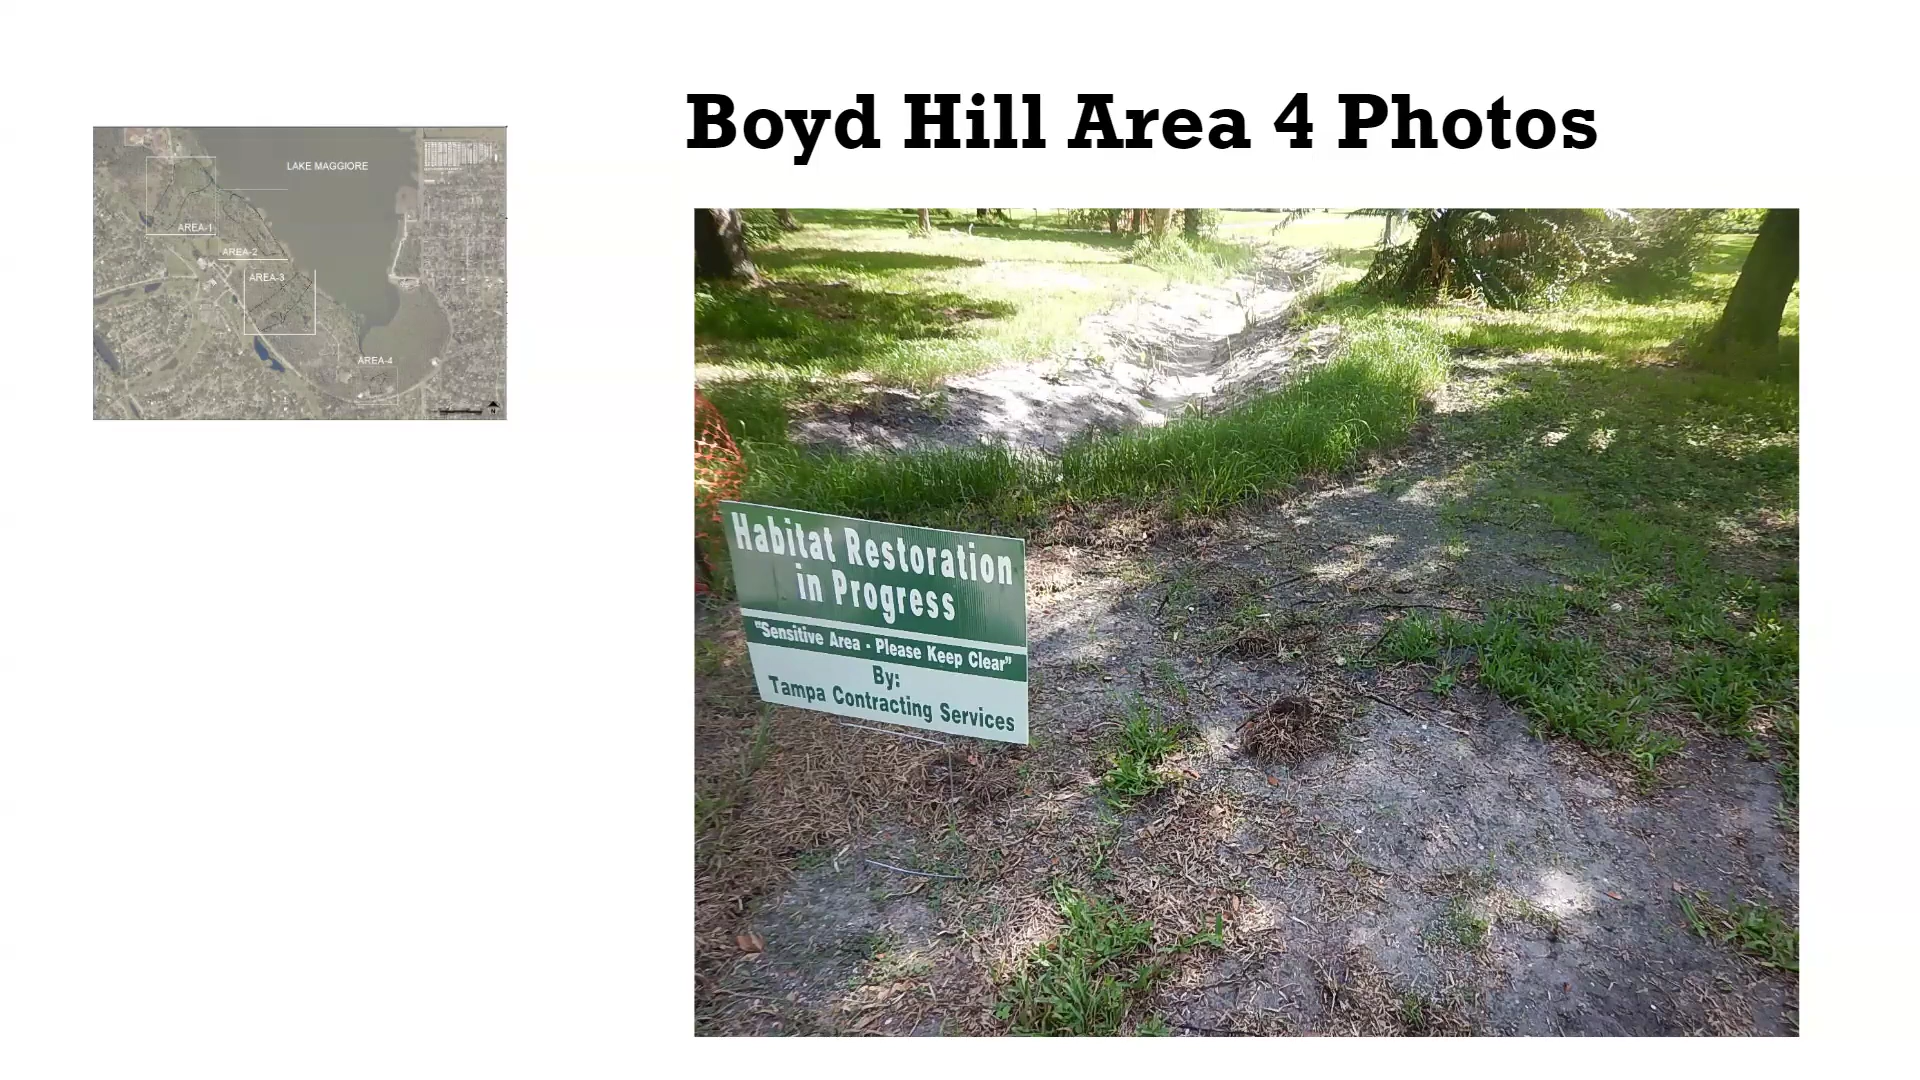 Boyd Hill Area 4 Photos
LAKE MAGGIORE
AREA-1
AREA-2
AREA-3
AREA-4
N
Habitat Restoration
in Progress
"Sensitive Area - Please Keep Clear"
By:
Tampa Contracting Services